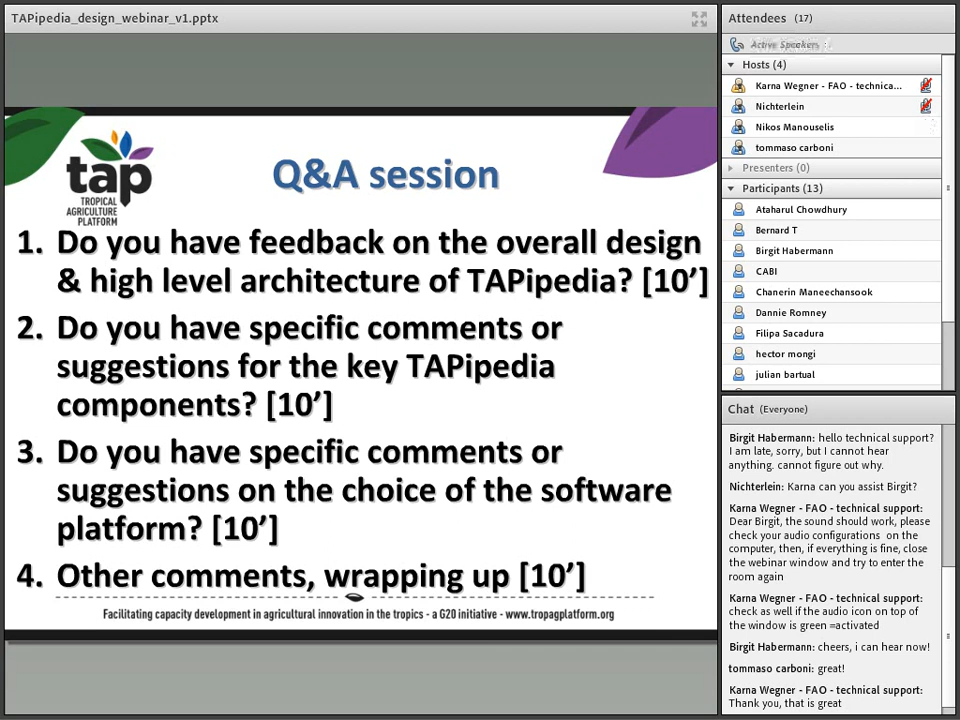 TAPipedia_design_webinar_v1.pptx
tap
TROPICAL
AGRICULTURE
PLATFORM
Q&A session
1. Do you have feedback on the overall design
& high level architecture of TAPipedia? [10’]
2. Do you have specific comments or
suggestions for the key TAPipedia
components? [10’]
3. Do you have specific comments or
suggestions on the choice of the software
platform? [10’]
4. Other comments, wrapping up [10’]
Facilitating capacity development in agricultural innovation in the tropics - a G20 initiative - www.tropagplatform.org
Attendees (17)
Active Speakers
Hosts (4)
Karna Wegner - FAO - technica...
Nichterlein
Nikos Manouselis
tommaso carboni
Presenters (0)
Participants (13)
Ataharul Chowdhury
Bernard T
Birgit Habermann
CABI
Chanerin Maneechansook
Dannie Romney
Filipa Sacadura
hector mongi
julian bartual
Chat (Everyone)
Birgit Habermann: hello technical support?
I am late, sorry, but I cannot hear
anything. cannot figure out why.
Nichterlein: Karna can you assist Birgit?
Karna Wegner - FAO - technical support:
Dear Birgit, the sound should work, please
check your audio configurations on the
computer, then, if everything is fine, close
the webinar window and try to enter the
room again
Karna Wegner - FAO - technical support:
check as well if the audio icon on top of
the window is green =activated
Birgit Habermann: cheers, i can hear now!
tommaso carboni: great!
Karna Wegner - FAO - technical support:
Thank you, that is great